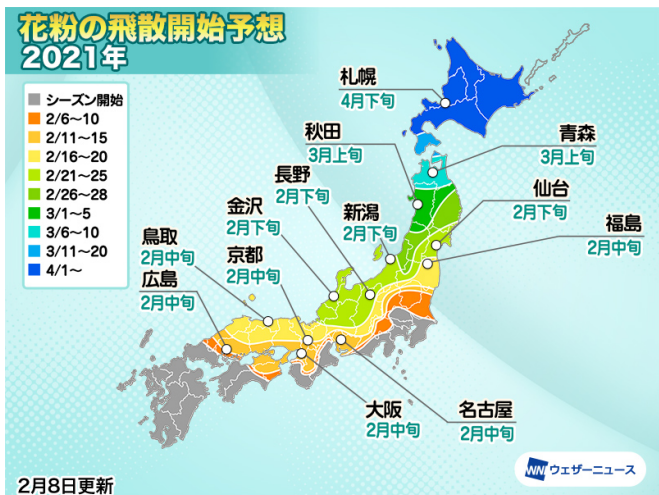 花粉の飛散開始予想
2021年
シーズン開始
2/6～10
2/11～15
2/16～20
2/21～25
2/26～28
3/1～5
3/6～10
3/11～20
4/1～
札幌
4月下旬
秋田
3月上旬
青森
3月上旬
長野
2月下旬
仙台
2月下旬
金沢
2月下旬
新潟
2月下旬
福島
2月中旬
鳥取
2月中旬
京都
2月中旬
広島
2月中旬
大阪
2月中旬
名古屋
2月中旬
2月8日更新
WN ウェザーニュース